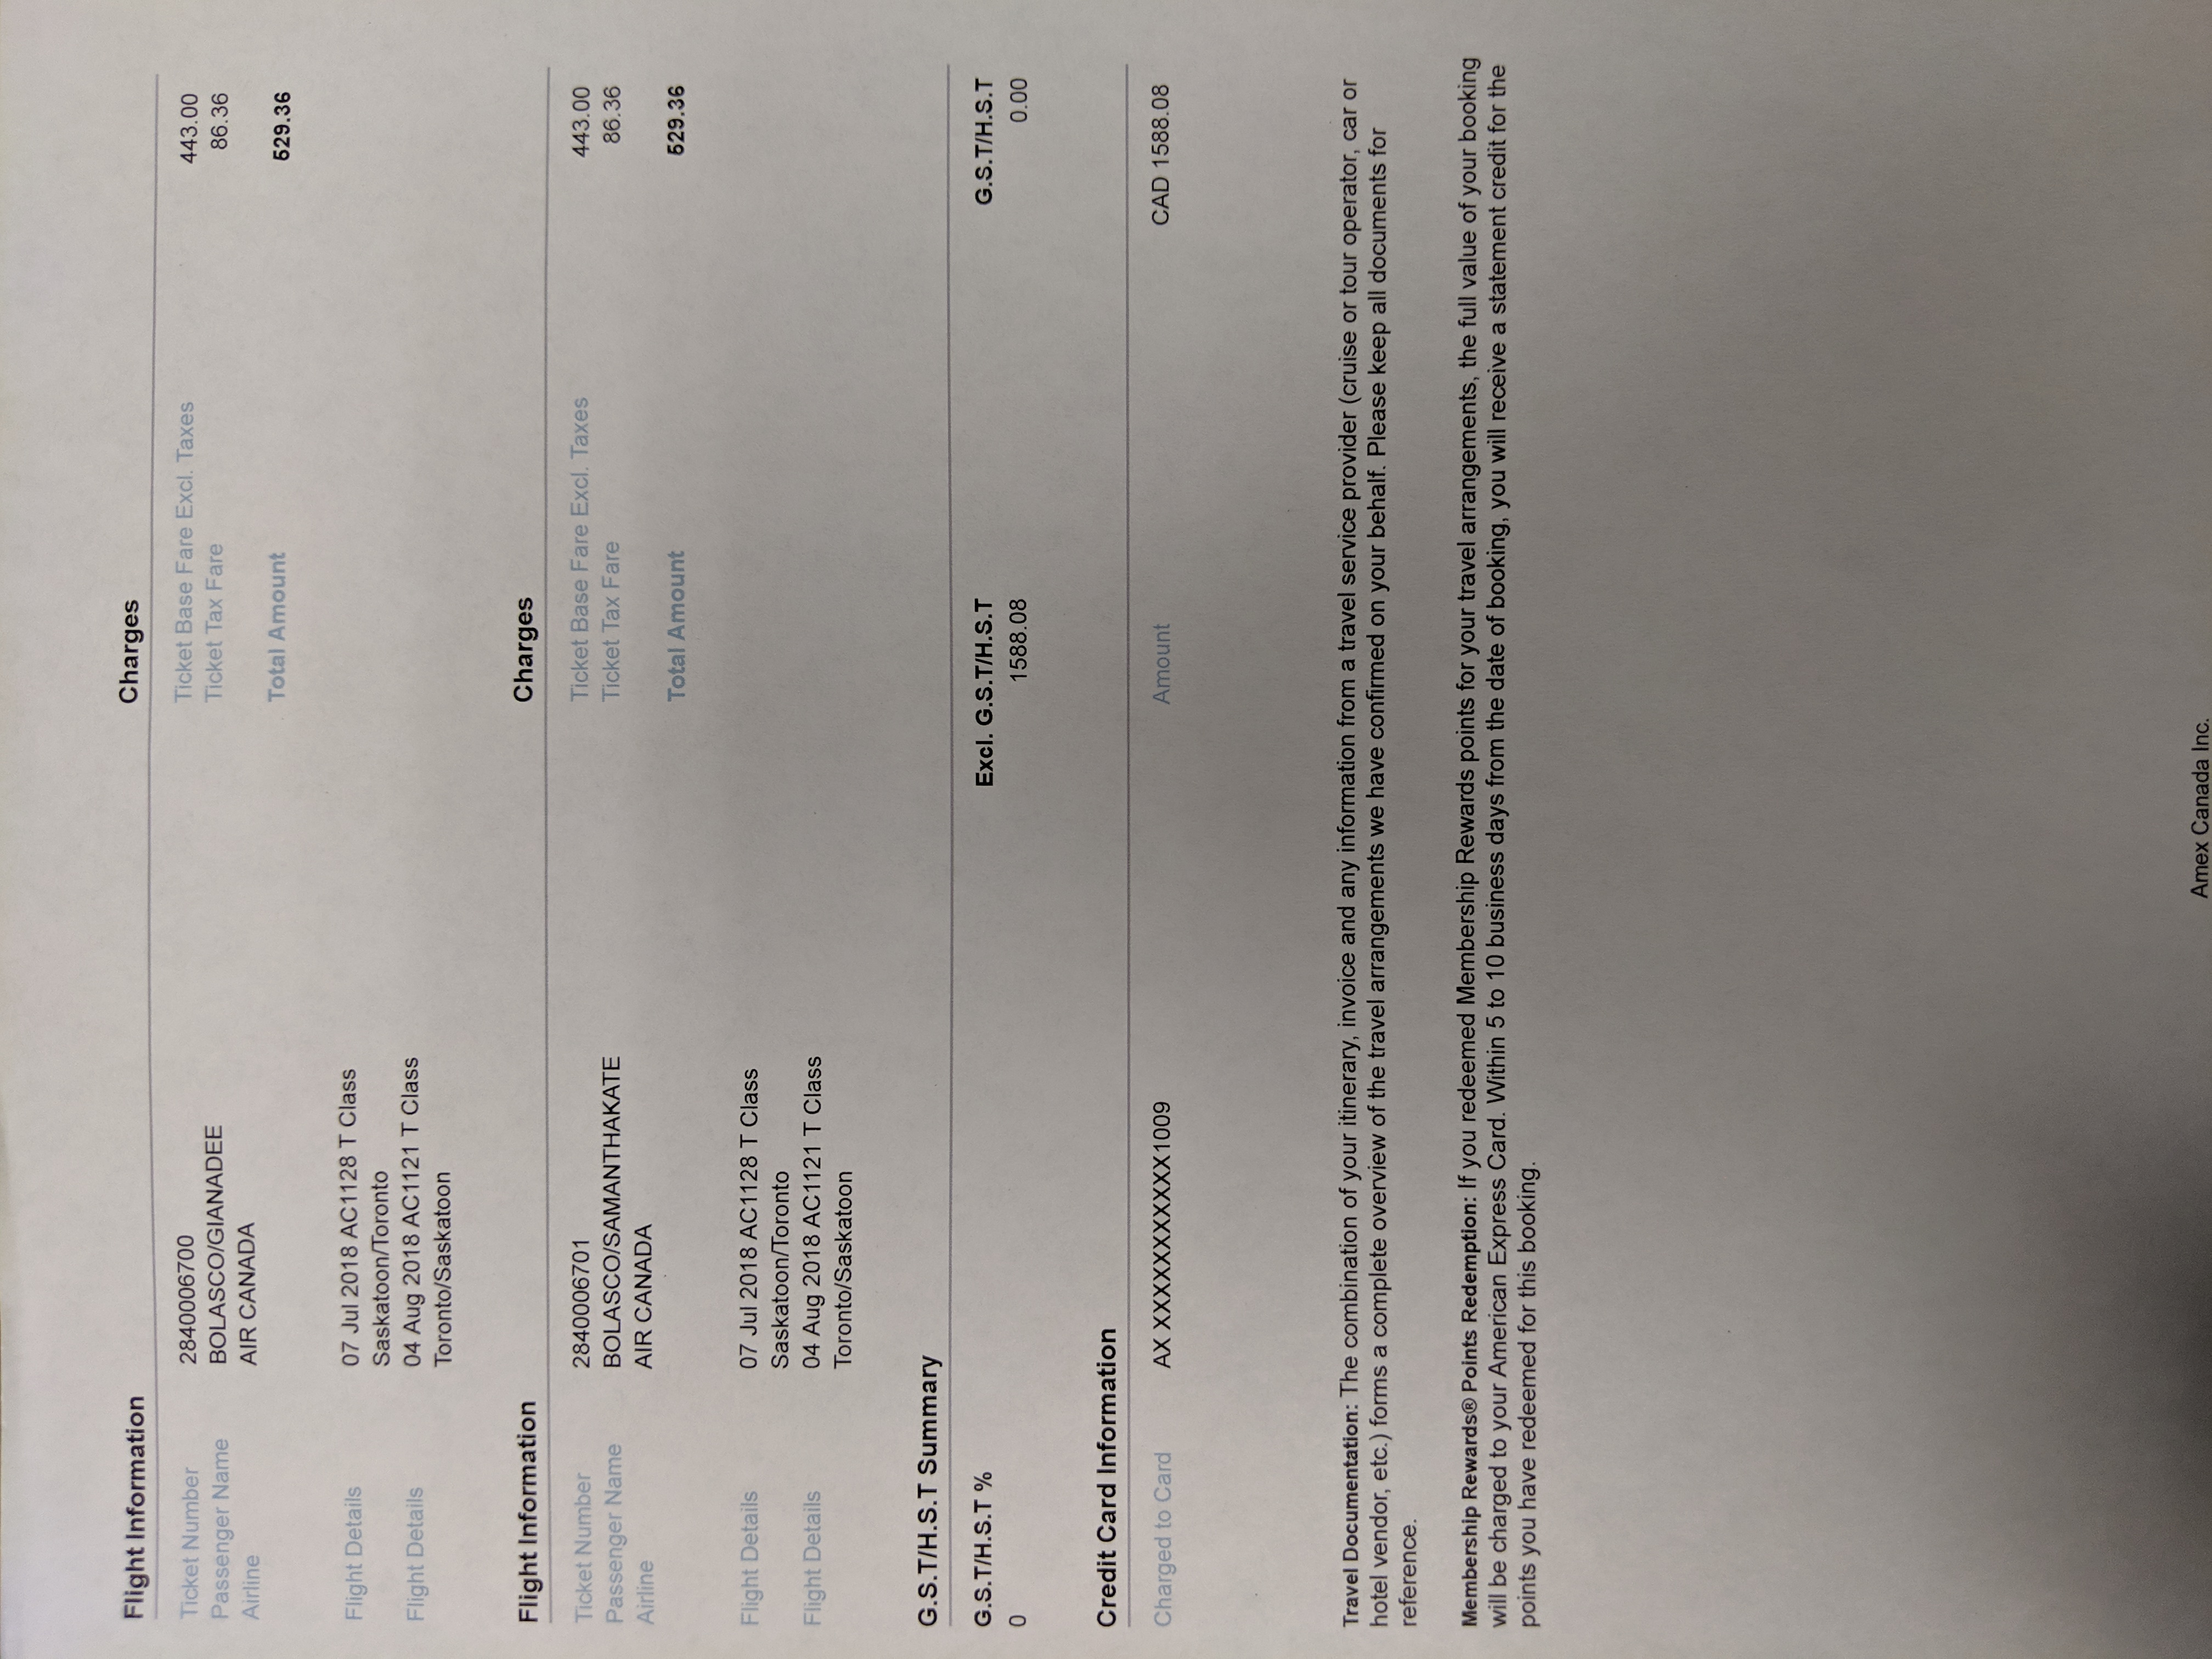 Flight Information Charges
Ticket Number 2840006700 Ticket Base Fare Excl. Taxes 443.00
Passenger Name BOLASCO/GIANADEE Ticket Tax Fare 86.36
Airline AIR CANADA
Total Amount 529.36
Flight Details 07 Jul 2018 AC1128 T Class
Saskatoon/Toronto
Flight Details 04 Aug 2018 AC1121 T Class
Toronto/Saskatoon
Flight Information Charges
Ticket Number 2840006701 Ticket Base Fare Excl. Taxes 443.00
Passenger Name BOLASCO/SAMANTHAKATE Ticket Tax Fare 86.36
Airline AIR CANADA
Total Amount 529.36
Flight Details 07 Jul 2018 AC1128 T Class
Saskatoon/Toronto
Flight Details 04 Aug 2018 AC1121 T Class
Toronto/Saskatoon
G.S.T/H.S.T Summary
G.S.T/H.S.T % Excl. G.S.T/H.S.T G.S.T/H.S.T
0 1588.08 0.00
Credit Card Information
Charged to Card AX XXXXXXXXXXX1009 Amount CAD 1588.08
Travel Documentation: The combination of your itinerary, invoice and any information from a travel service provider (cruise or tour operator, car or
hotel vendor, etc.) forms a complete overview of the travel arrangements we have confirmed on your behalf. Please keep all documents for
reference.
Membership Rewards® Points Redemption: If you redeemed Membership Rewards points for your travel arrangements, the full value of your booking
will be charged to your American Express Card. Within 5 to 10 business days from the date of booking, you will receive a statement credit for the
points you have redeemed for this booking.
Amex Canada Inc.